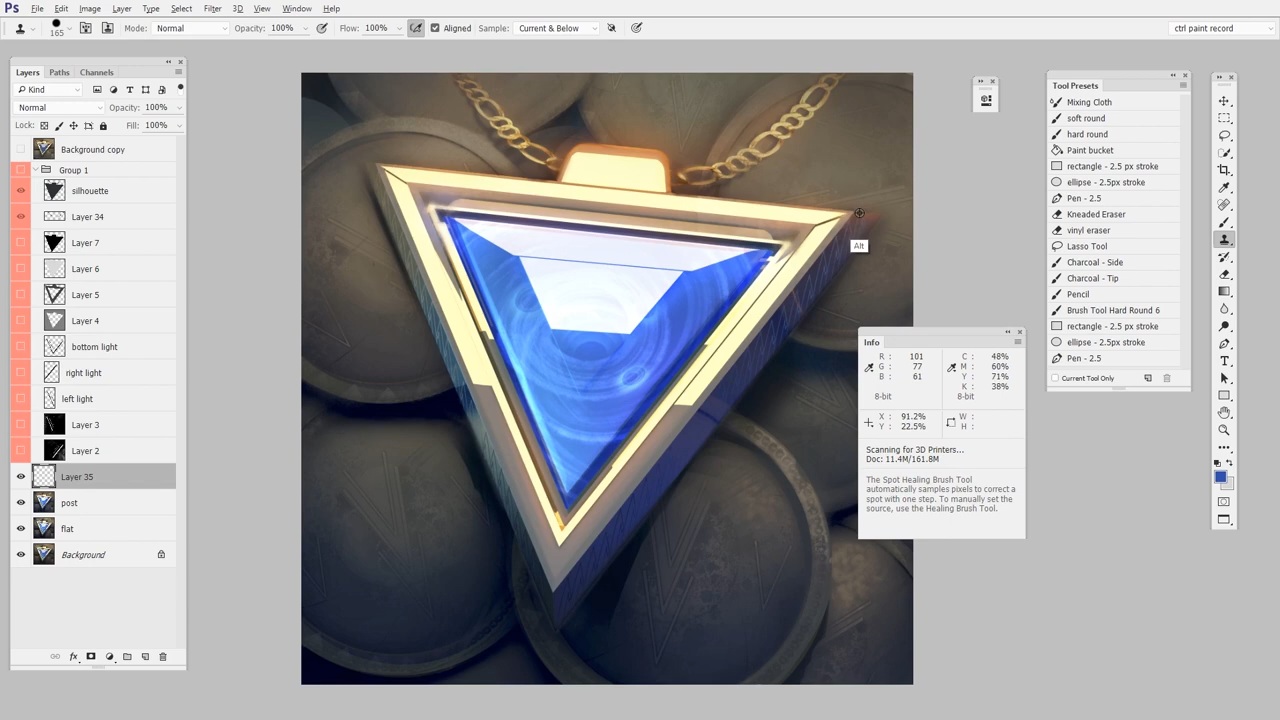 Ps File Edit Image Layer Type Select Filter 3D View Window Help
165 Mode: Normal Opacity: 100% Flow: 100% Aligned Sample: Current & Below ctrl paint record
Layers Paths Channels
Kind
Normal Opacity: 100%
Lock: Fill: 100%
Background copy
Group 1
silhouette
Layer 34
Layer 7
Layer 6
Layer 5
Layer 4
bottom light
right light
left light
Layer 3
Layer 2
Layer 35
post
flat
Background
fx
Alt
Info
R : 101 C : 48%
G : 77 M : 60%
B : 61 Y : 71%
K : 38%
8-bit 8-bit
X : 91.2% W :
Y : 22.5% H :
Scanning for 3D Printers...
Doc: 11.4M/161.8M
The Spot Healing Brush Tool
automatically samples pixels to correct a
spot with one step. To manually set the
source, use the Healing Brush Tool.
Tool Presets
Mixing Cloth
soft round
hard round
Paint bucket
rectangle - 2.5 px stroke
ellipse - 2.5px stroke
Pen - 2.5
Kneaded Eraser
vinyl eraser
Lasso Tool
Charcoal - Side
Charcoal - Tip
Pencil
Brush Tool Hard Round 6
rectangle - 2.5 px stroke
ellipse - 2.5px stroke
Pen - 2.5
Current Tool Only